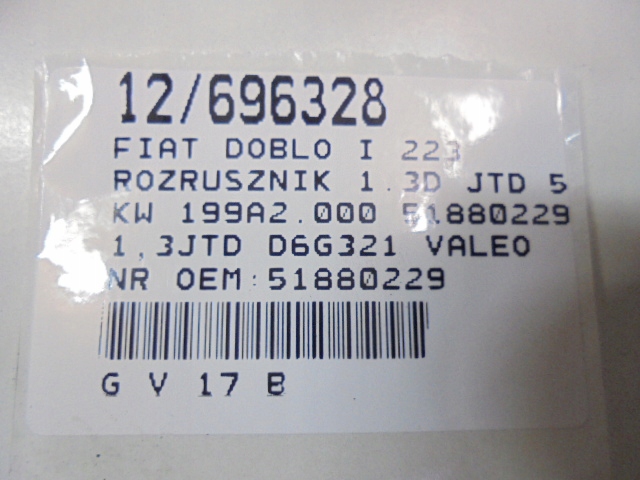 12/696328
FIAT DOBLO I 223
ROZRUSZNIK 1.3D JTD 5
KW 199A2.000 51880229
1,3JTD D6G321 VALEO
NR OEM:51880229
G V 17 B